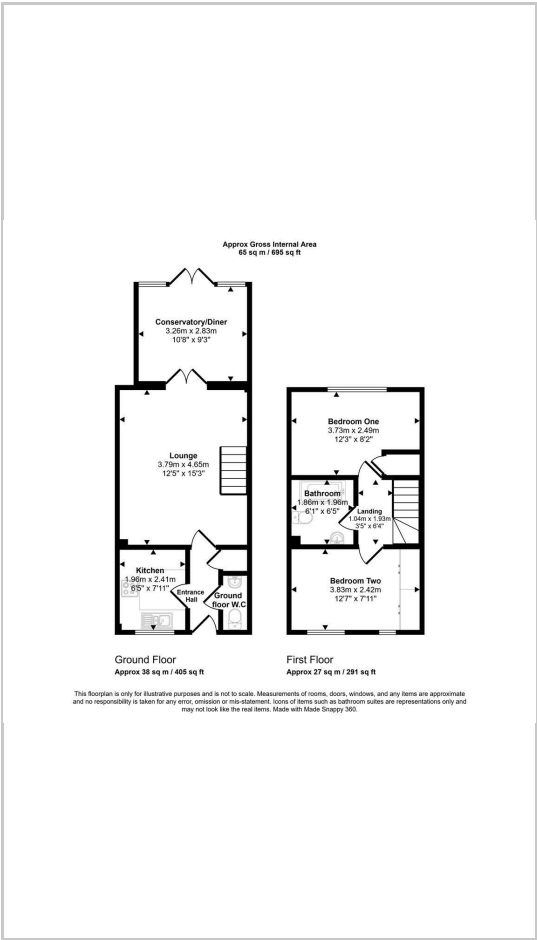 Approx Gross Internal Area
65 sq m / 695 sq ft
Conservatory/Diner
3.26m x 2.83m
10'8" x 9'3"
Lounge
3.79m x 4.65m
12'5" x 15'3"
Kitchen
1.96m x 2.41m
6'5" x 7'11"
Entrance
Hall
Ground
floor W.C
Ground Floor
Approx 38 sq m / 405 sq ft
Bedroom One
3.73m x 2.49m
12'3" x 8'2"
Bathroom
1.86m x 1.96m
6'1" x 6'5"
Landing
1.04m x 1.93m
3'5" x 6'4"
Bedroom Two
3.83m x 2.42m
12'7" x 7'11"
First Floor
Approx 27 sq m / 291 sq ft
This floorplan is only for illustrative purposes and is not to scale. Measurements of rooms, doors, windows, and any items are approximate
and no responsibility is taken for any error, omission or mis-statement. Icons of items such as bathroom suites are representations only and
may not look like the real items. Made with Made Snappy 360.